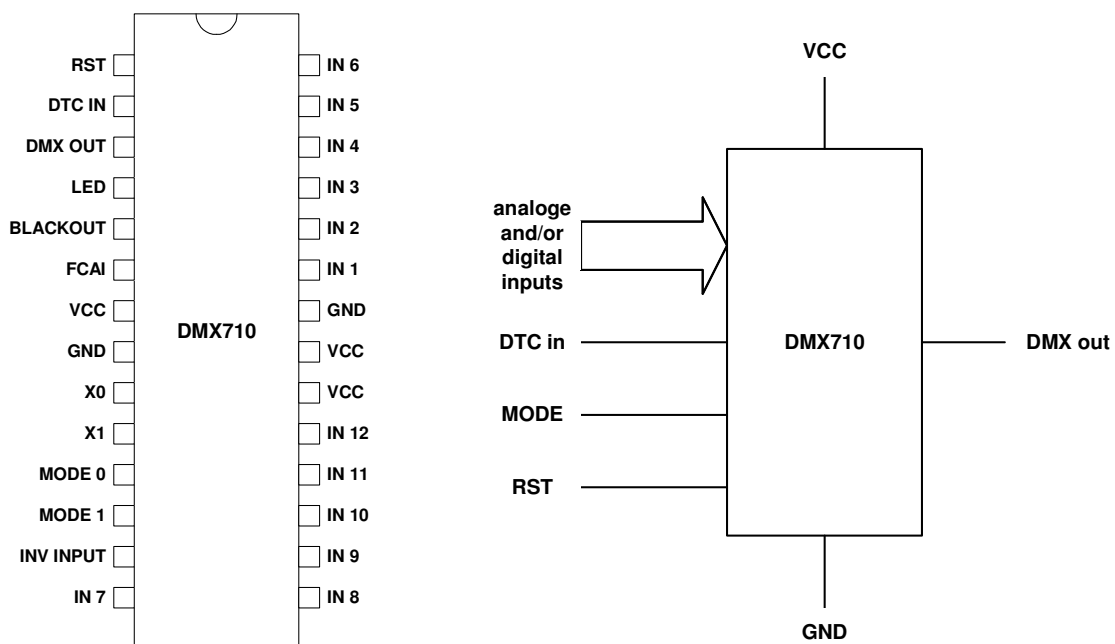 RST
DTC IN
DMX OUT
LED
BLACKOUT
FCAI
VCC
GND
X0
X1
MODE 0
MODE 1
INV INPUT
IN 7
DMX710
IN 6
IN 5
IN 4
IN 3
IN 2
IN 1
GND
VCC
VCC
IN 12
IN 11
IN 10
IN 9
IN 8
VCC
analoge
and/or
digital
inputs
DTC in
MODE
RST
DMX710
DMX out
GND